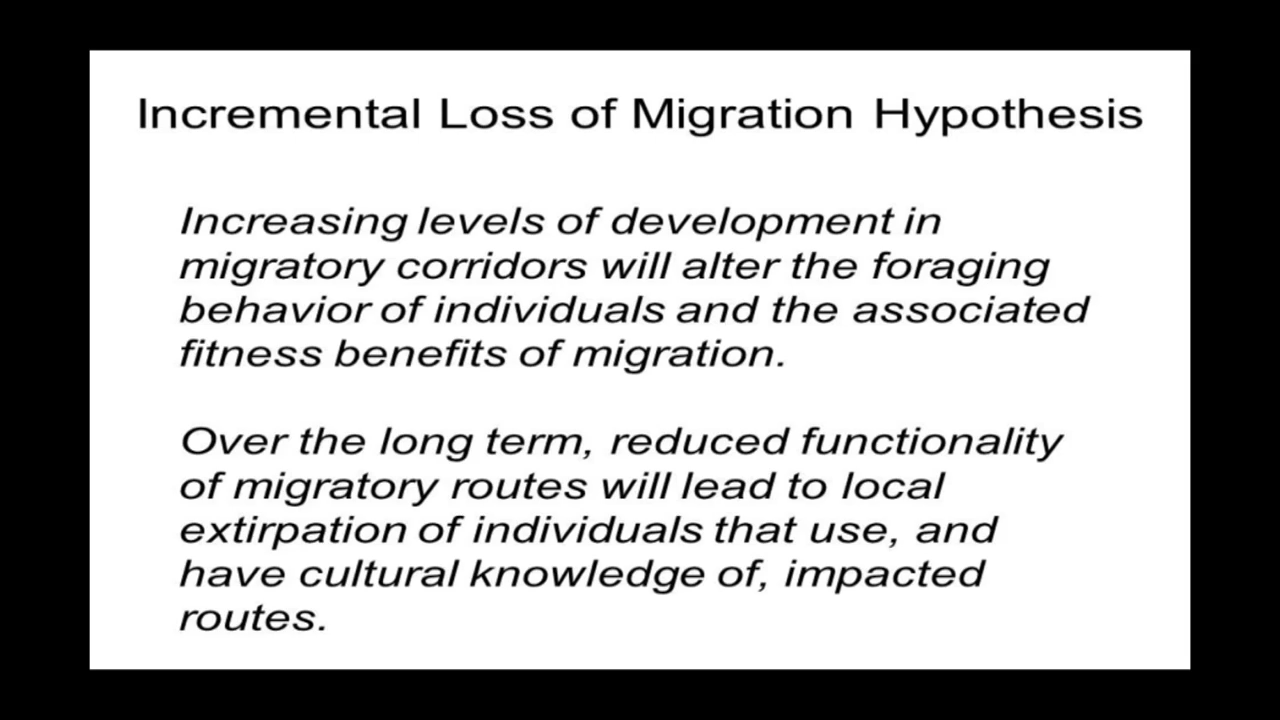 Incremental Loss of Migration Hypothesis
Increasing levels of development in
migratory corridors will alter the foraging
behavior of individuals and the associated
fitness benefits of migration.
Over the long term, reduced functionality
of migratory routes will lead to local
extirpation of individuals that use, and
have cultural knowledge of, impacted
routes.